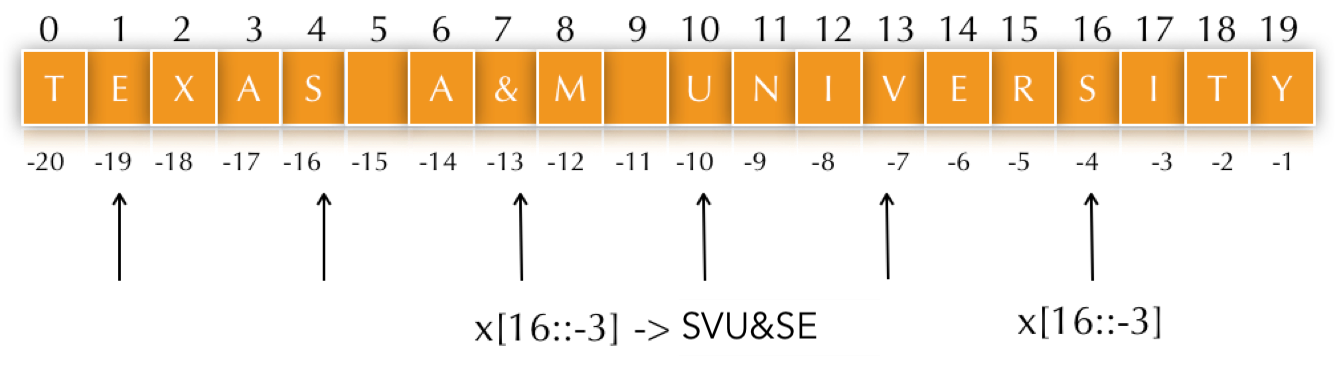 0 1 2 3 4 5 6 7 8 9 10 11 12 13 14 15 16 17 18 19
T E X A S A & M U N I V E R S I T Y
-20 -19 -18 -17 -16 -15 -14 -13 -12 -11 -10 -9 -8 -7 -6 -5 -4 -3 -2 -1
x[16::-3] -> SVU&SE x[16::-3]